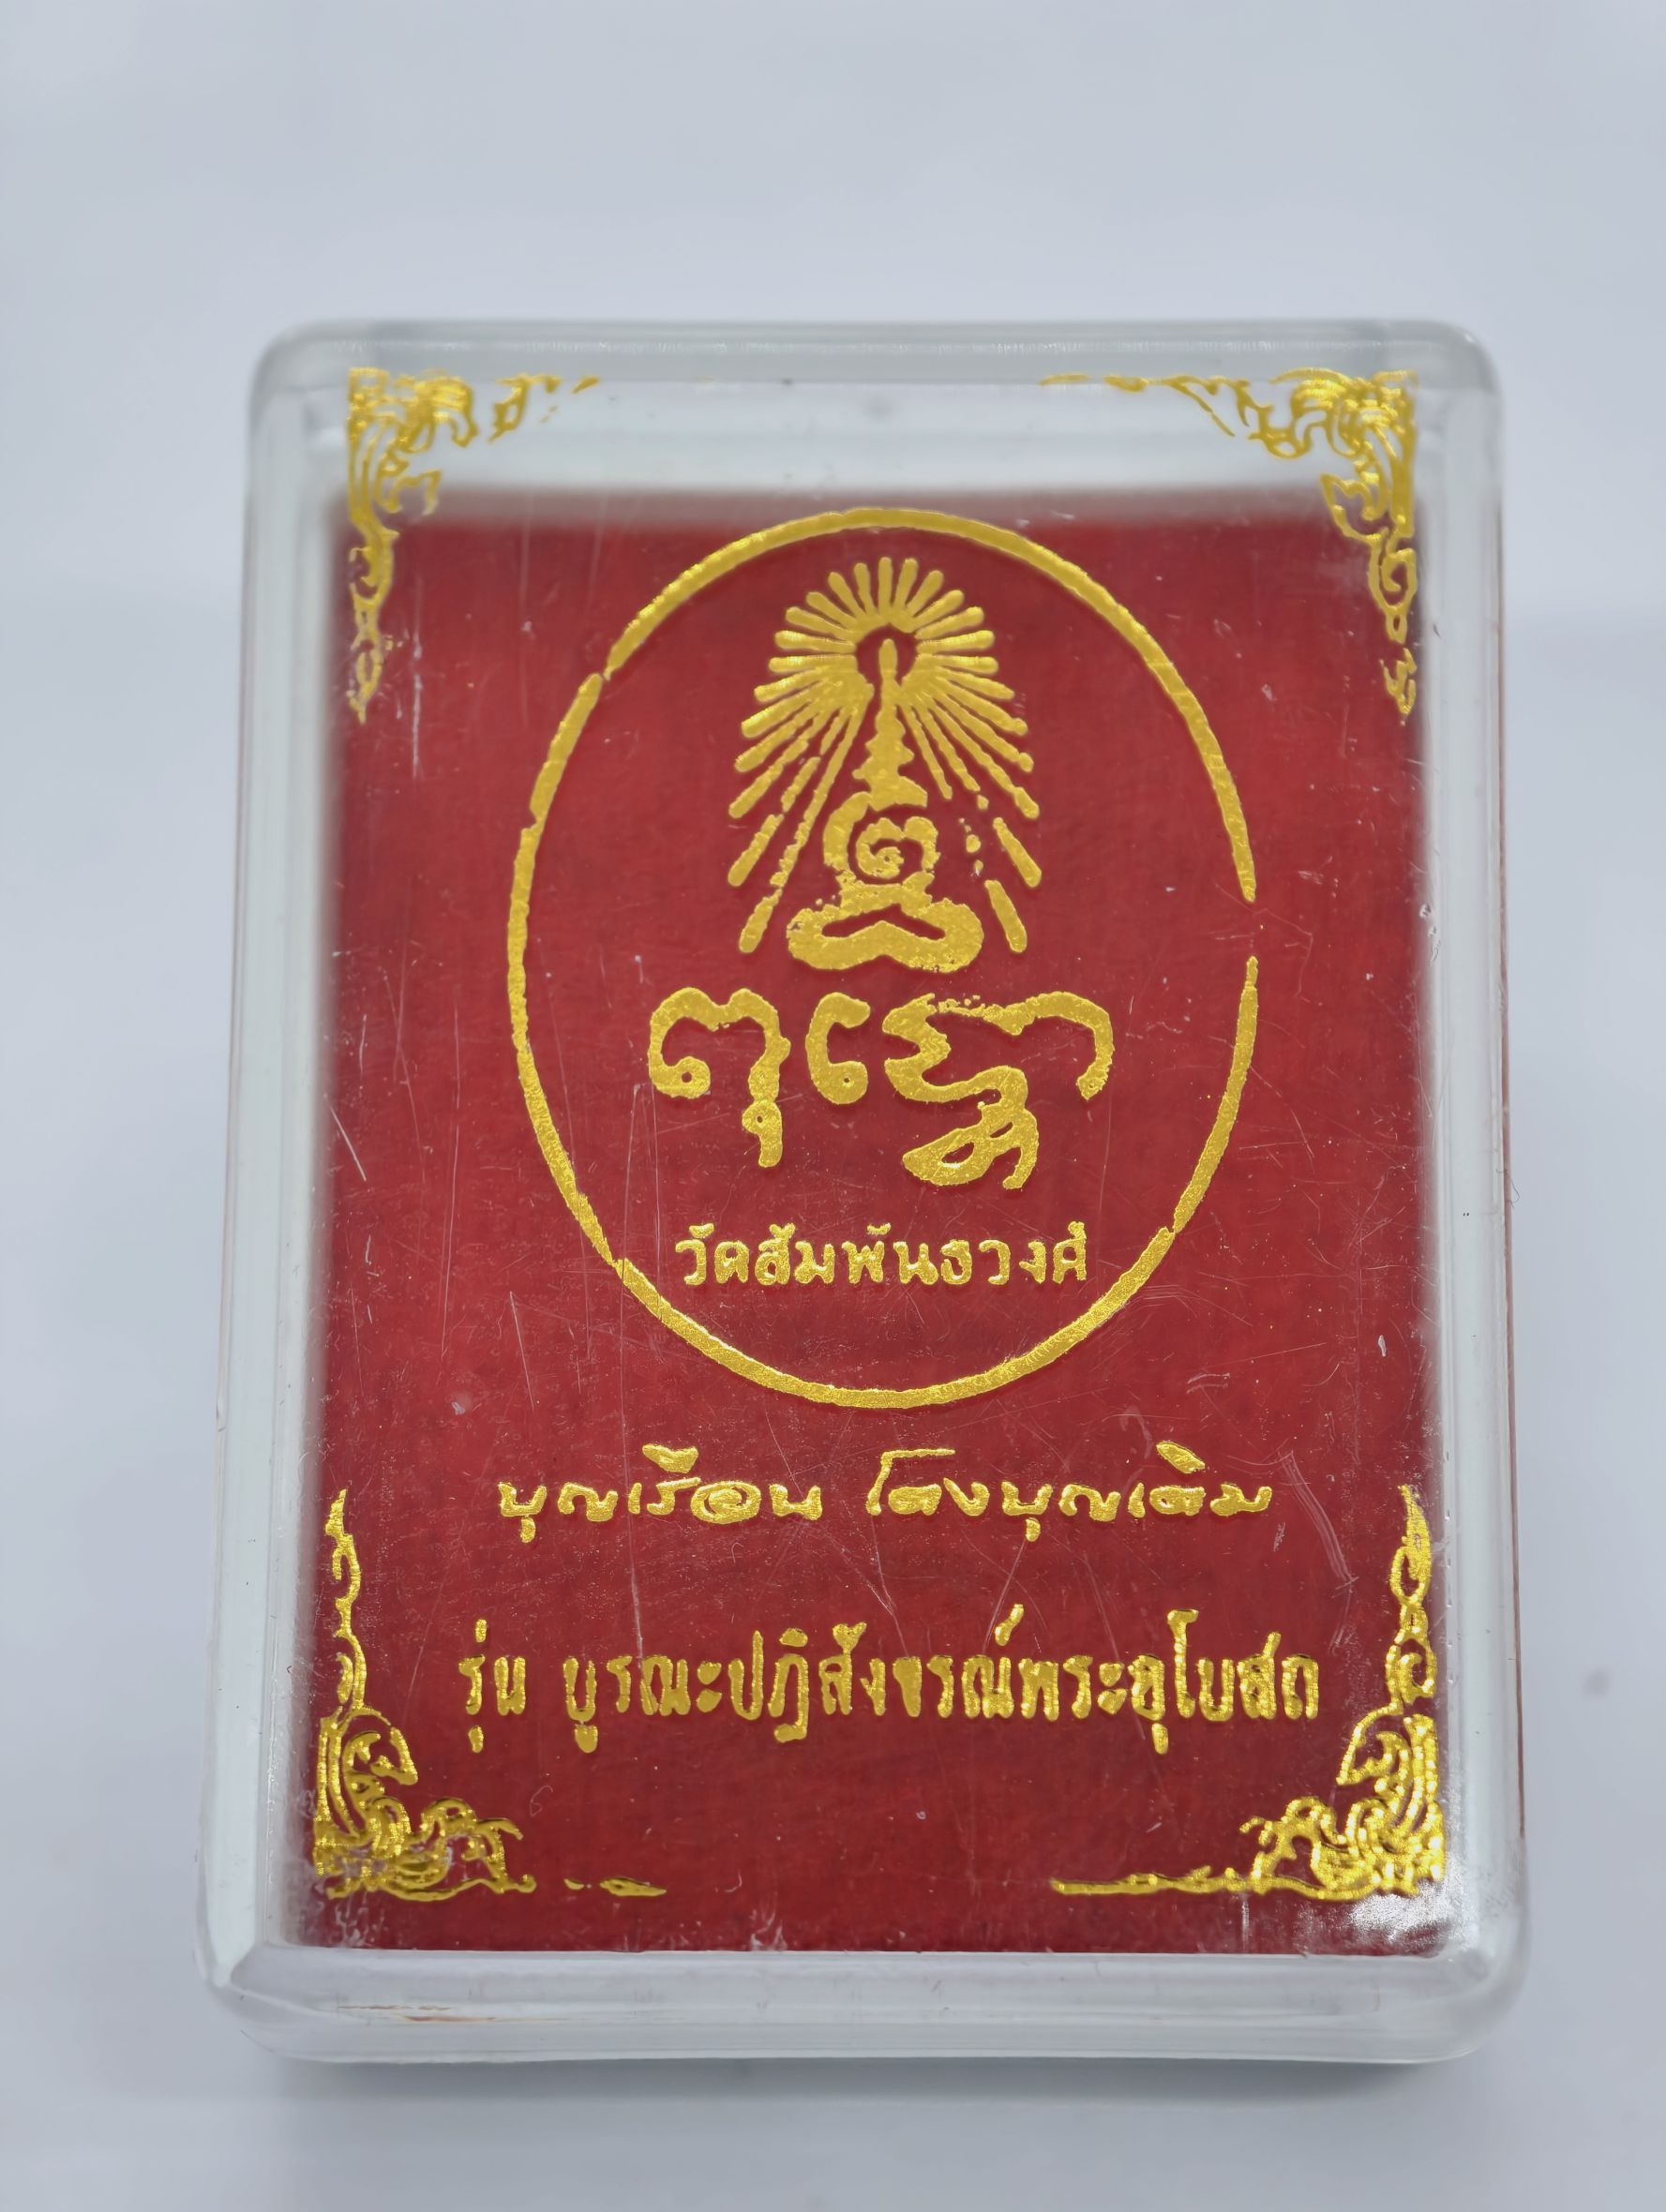 วัดสัมพันธวงศ์
บุญเรือน โตงบุญเติม
รุ่น บูรณะปฏิสังขรณ์พระอุโบสถ